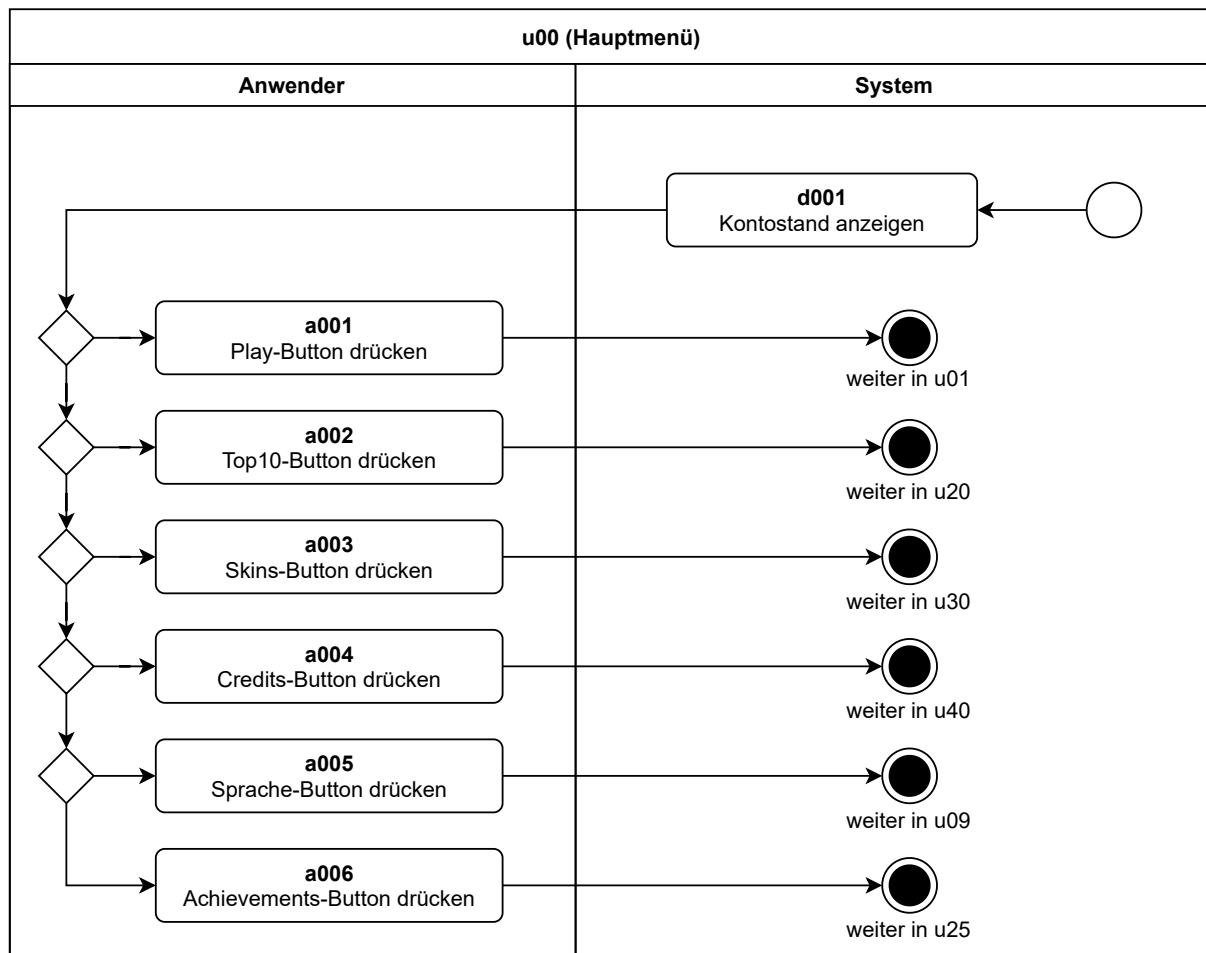 u00 (Hauptmenü)
Anwender
System
d001
Kontostand anzeigen
a001
Play-Button drücken
weiter in u01
a002
Top10-Button drücken
weiter in u20
a003
Skins-Button drücken
weiter in u30
a004
Credits-Button drücken
weiter in u40
a005
Sprache-Button drücken
weiter in u09
a006
Achievements-Button drücken
weiter in u25